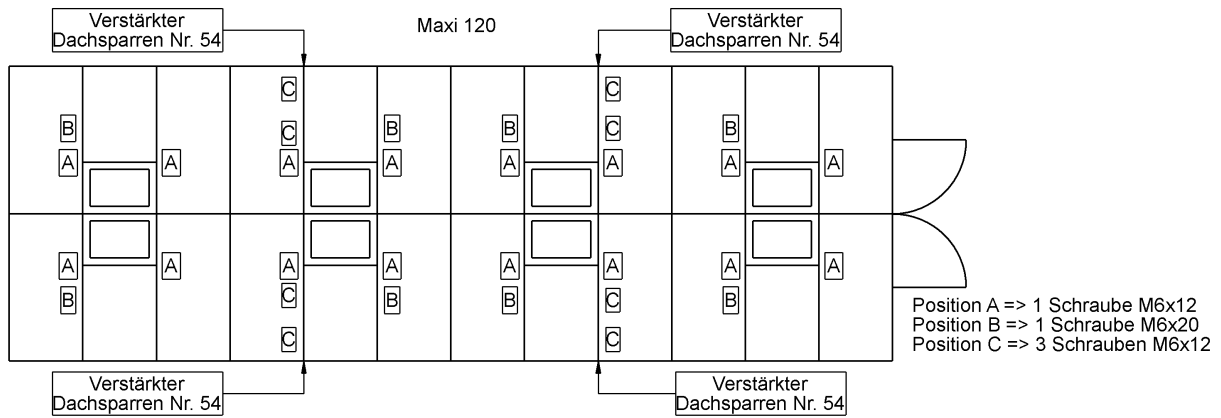 Verstärkter
Dachsparren Nr. 54
Maxi 120
Verstärkter
Dachsparren Nr. 54
C C
B C B B C B
A A A A A A A A
A A A A A A A A
B C B B C B
C C
Position A => 1 Schraube M6x12
Position B => 1 Schraube M6x20
Position C => 3 Schrauben M6x12
Verstärkter
Dachsparren Nr. 54
Verstärkter
Dachsparren Nr. 54